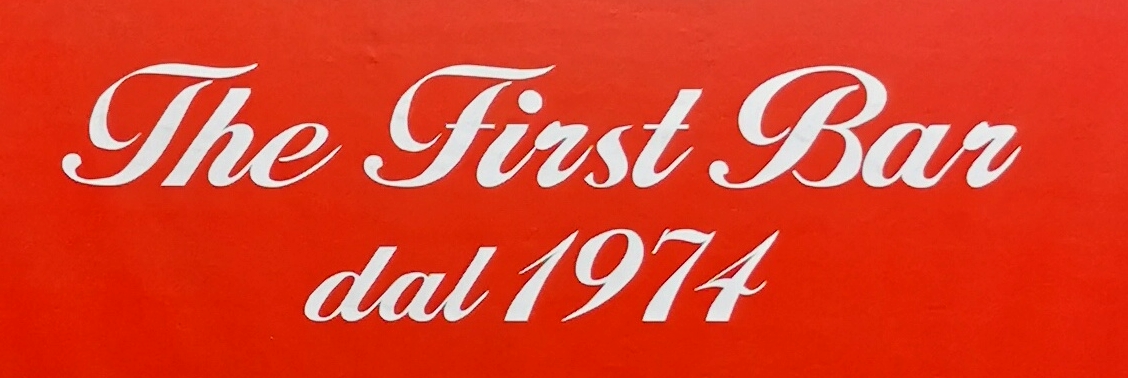 The First Bar
dal 1974